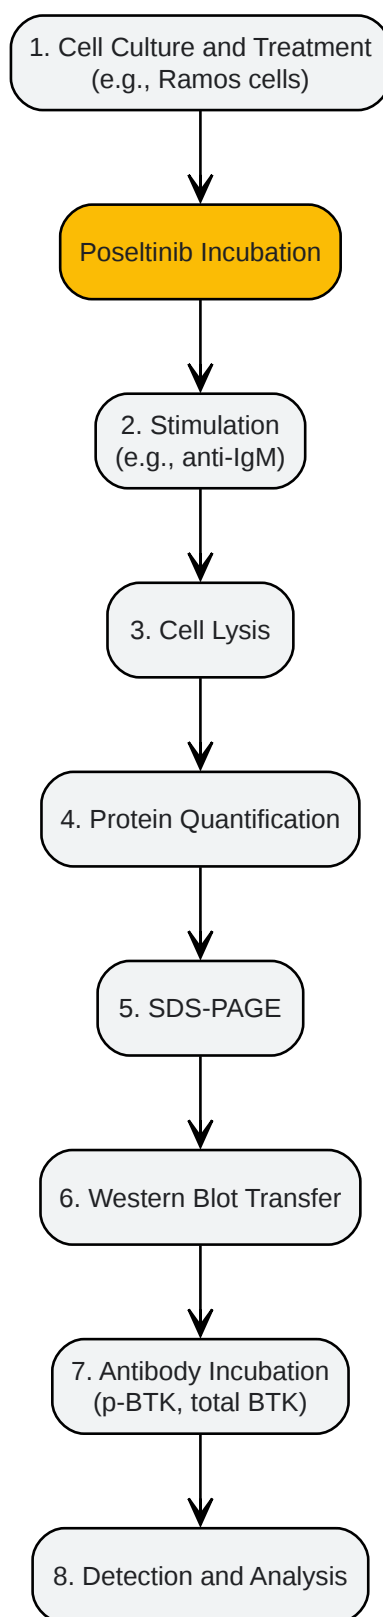 1. Cell Culture and Treatment
(e.g., Ramos cells)
Poseltinib Incubation
2. Stimulation
(e.g., anti-IgM)
3. Cell Lysis
4. Protein Quantification
5. SDS-PAGE
6. Western Blot Transfer
7. Antibody Incubation
(p-BTK, total BTK)
8. Detection and Analysis